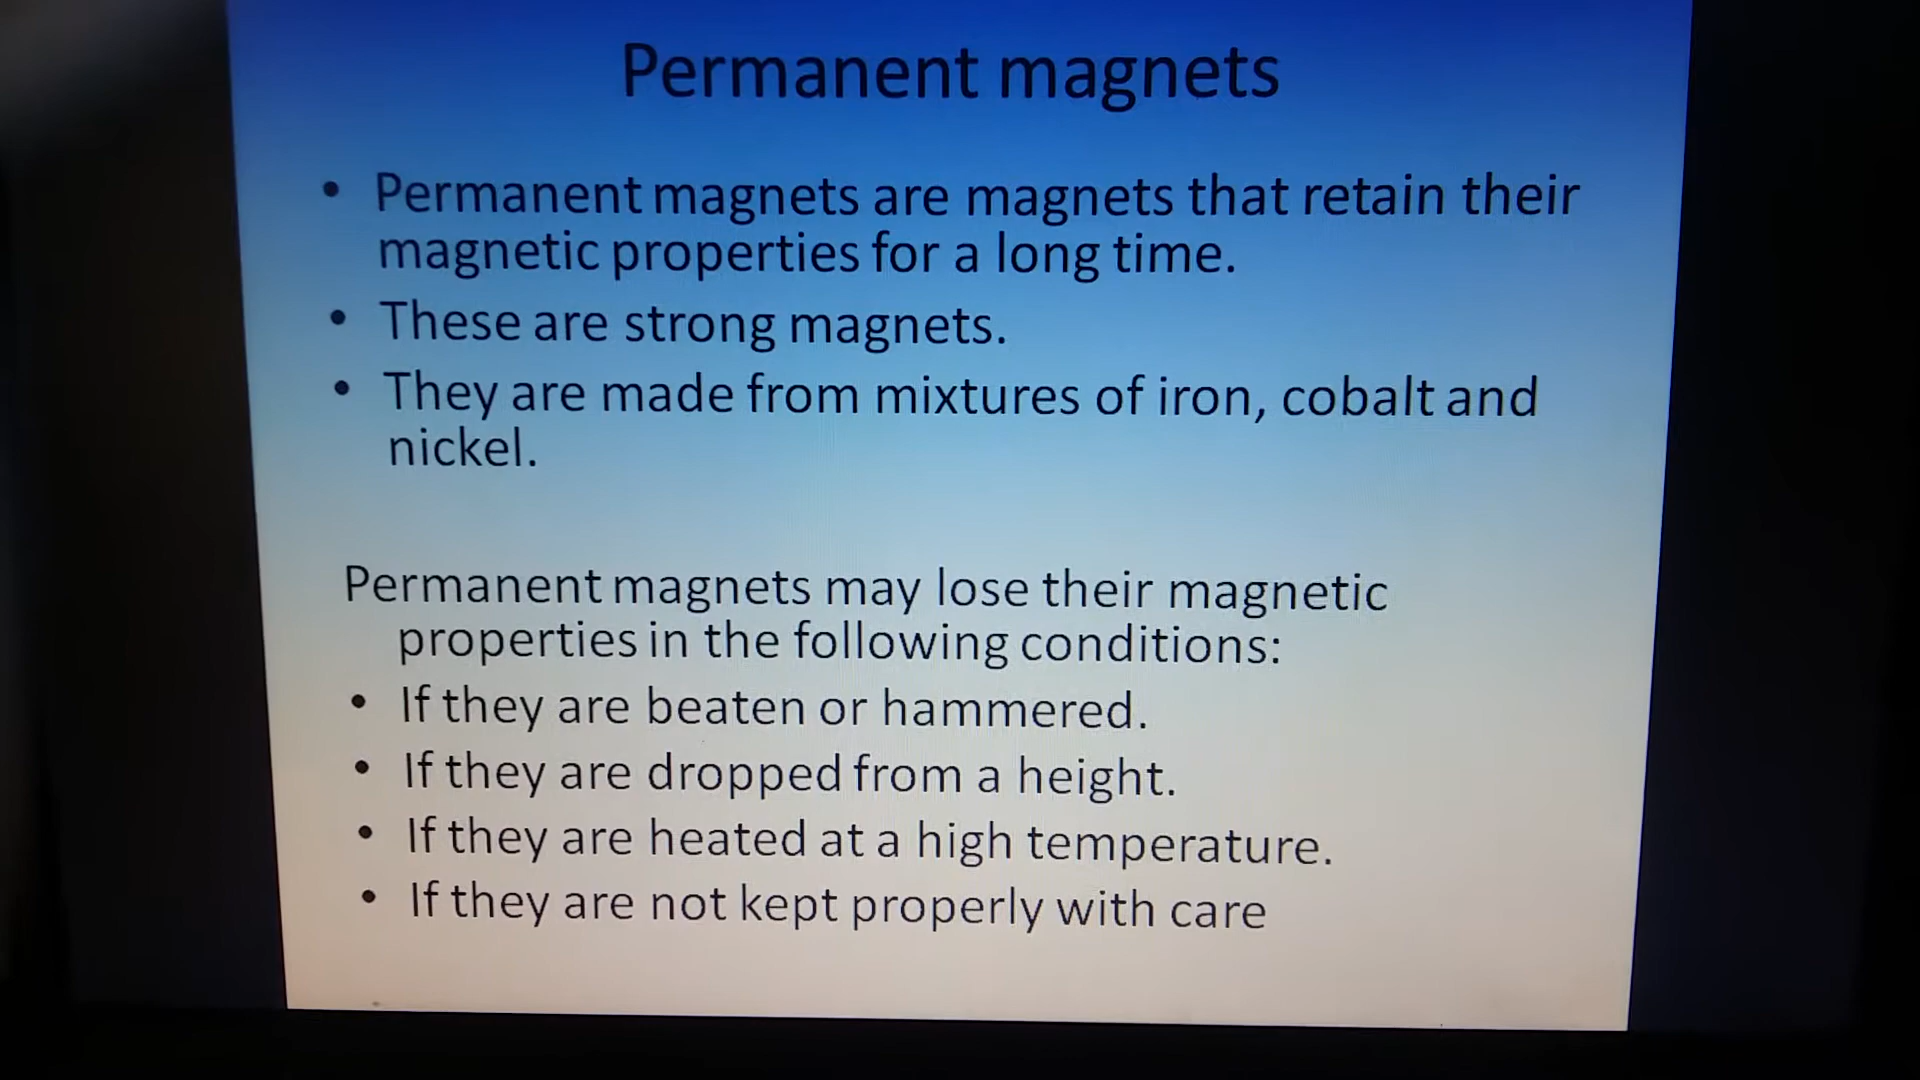 Permanent magnets
• Permanent magnets are magnets that retain their
magnetic properties for a long time.
• These are strong magnets.
• They are made from mixtures of iron, cobalt and
nickel.
Permanent magnets may lose their magnetic
properties in the following conditions:
• If they are beaten or hammered.
• If they are dropped from a height.
• If they are heated at a high temperature.
• If they are not kept properly with care